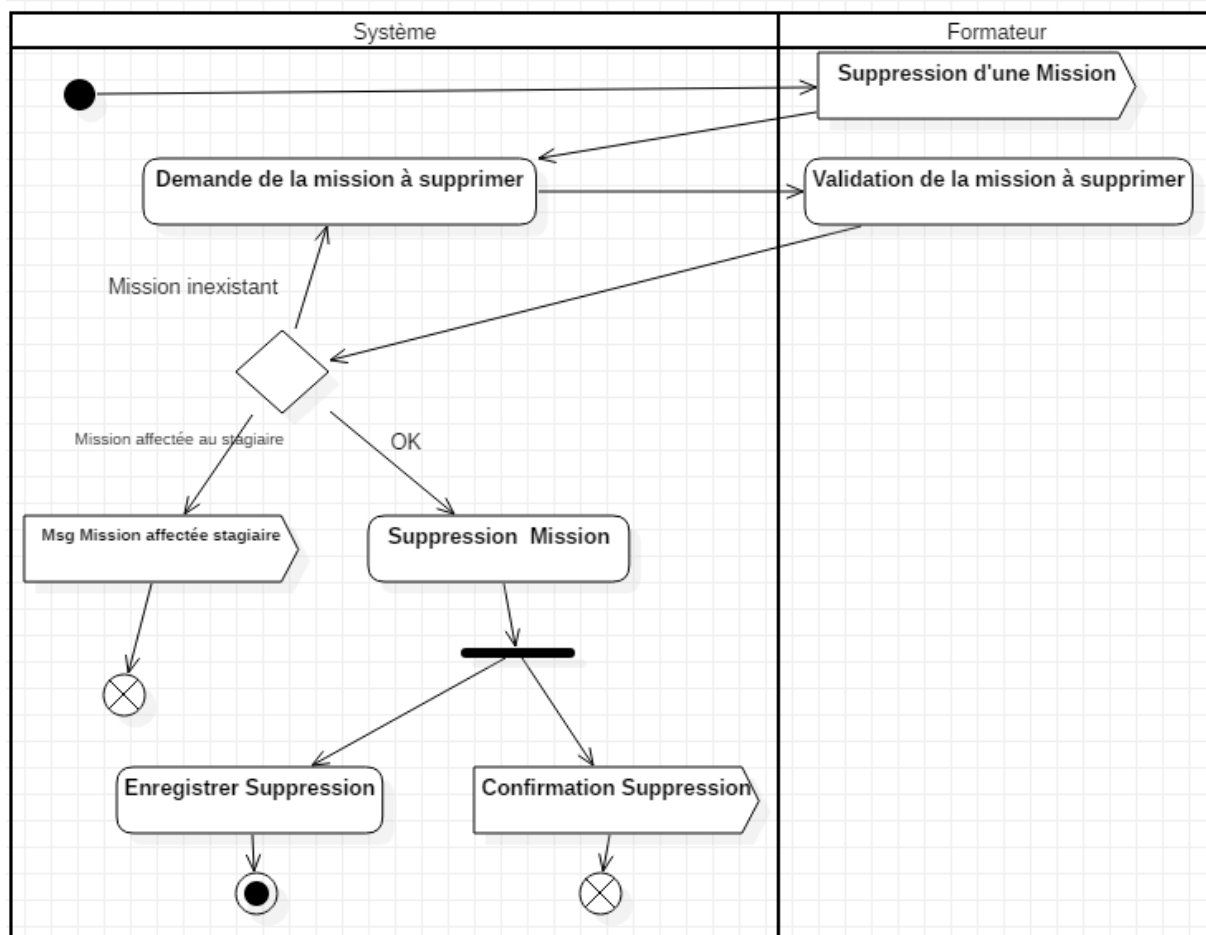 Système
Formateur
Suppression d'une Mission
Demande de la mission à supprimer
Validation de la mission à supprimer
Mission inexistant
Mission affectée au stagiaire
OK
Msg Mission affectée stagiaire
Suppression Mission
Enregistrer Suppression
Confirmation Suppression